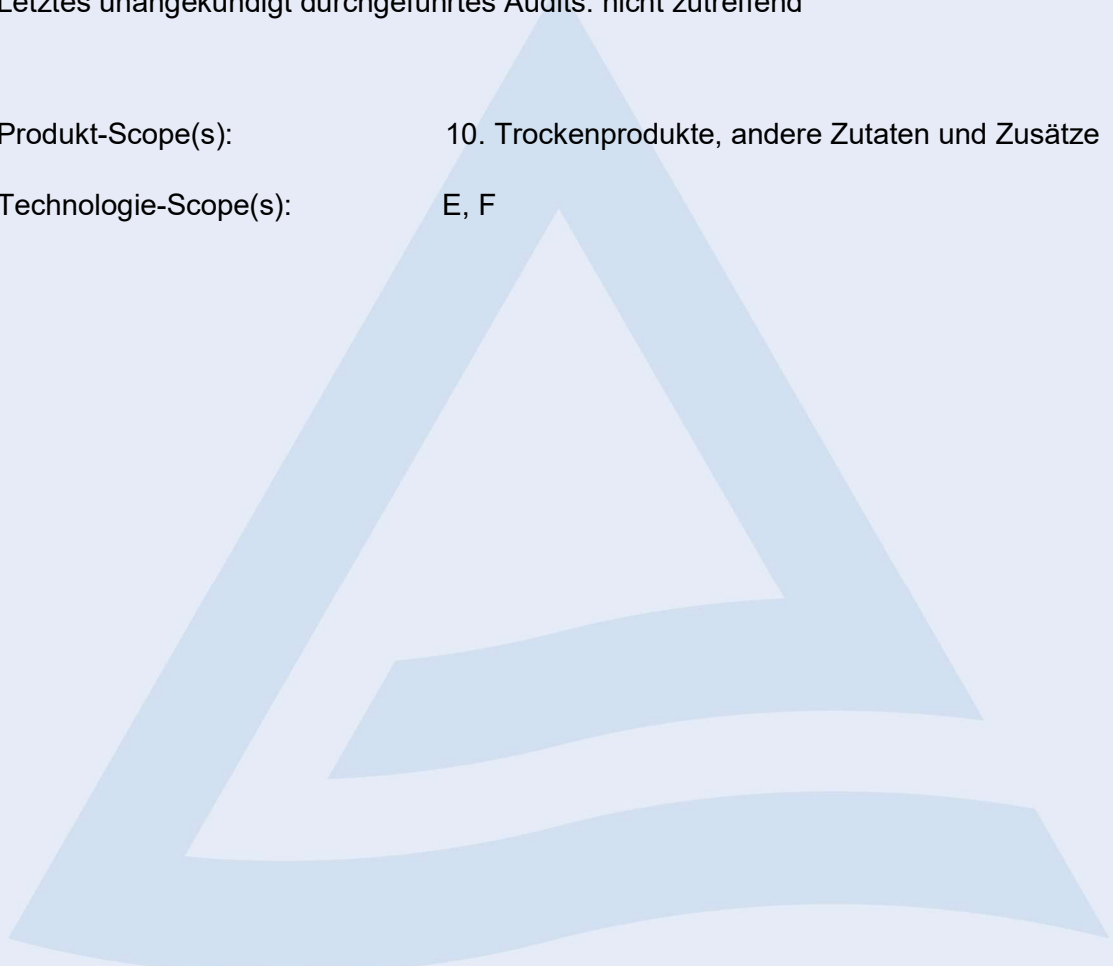 Letztes unangekündigt durchgeführtes Audits: nicht zutreffend
Produkt-Scope(s): 10. Trockenprodukte, andere Zutaten und Zusätze
Technologie-Scope(s): E, F